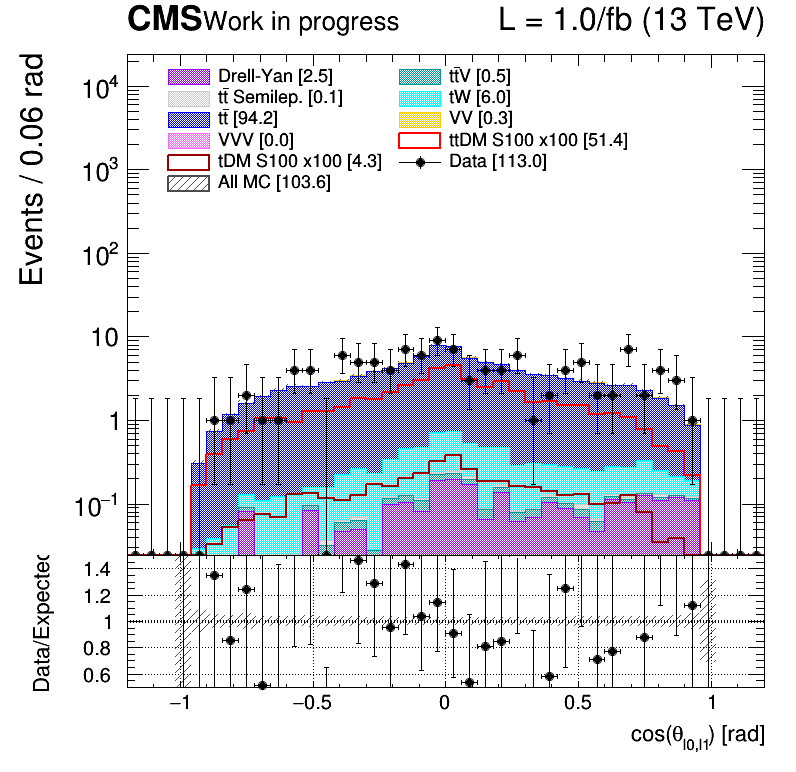 CMS Work in progress L = 1.0/fb (13 TeV)
Events / 0.06 rad
Drell-Yan [2.5] tt̄V [0.5]
tt̄ Semilep. [0.1] tW [6.0]
tt̄ [94.2] VV [0.3]
VVV [0.0] ttDM S100 x100 [51.4]
tDM S100 x100 [4.3] Data [113.0]
All MC [103.6]
10⁴
10³
10²
10
1
10⁻¹
Data/Expected
1.4
1.2
1
0.8
0.6
−1 −0.5 0 0.5 1
cos(θ_l0,l1) [rad]